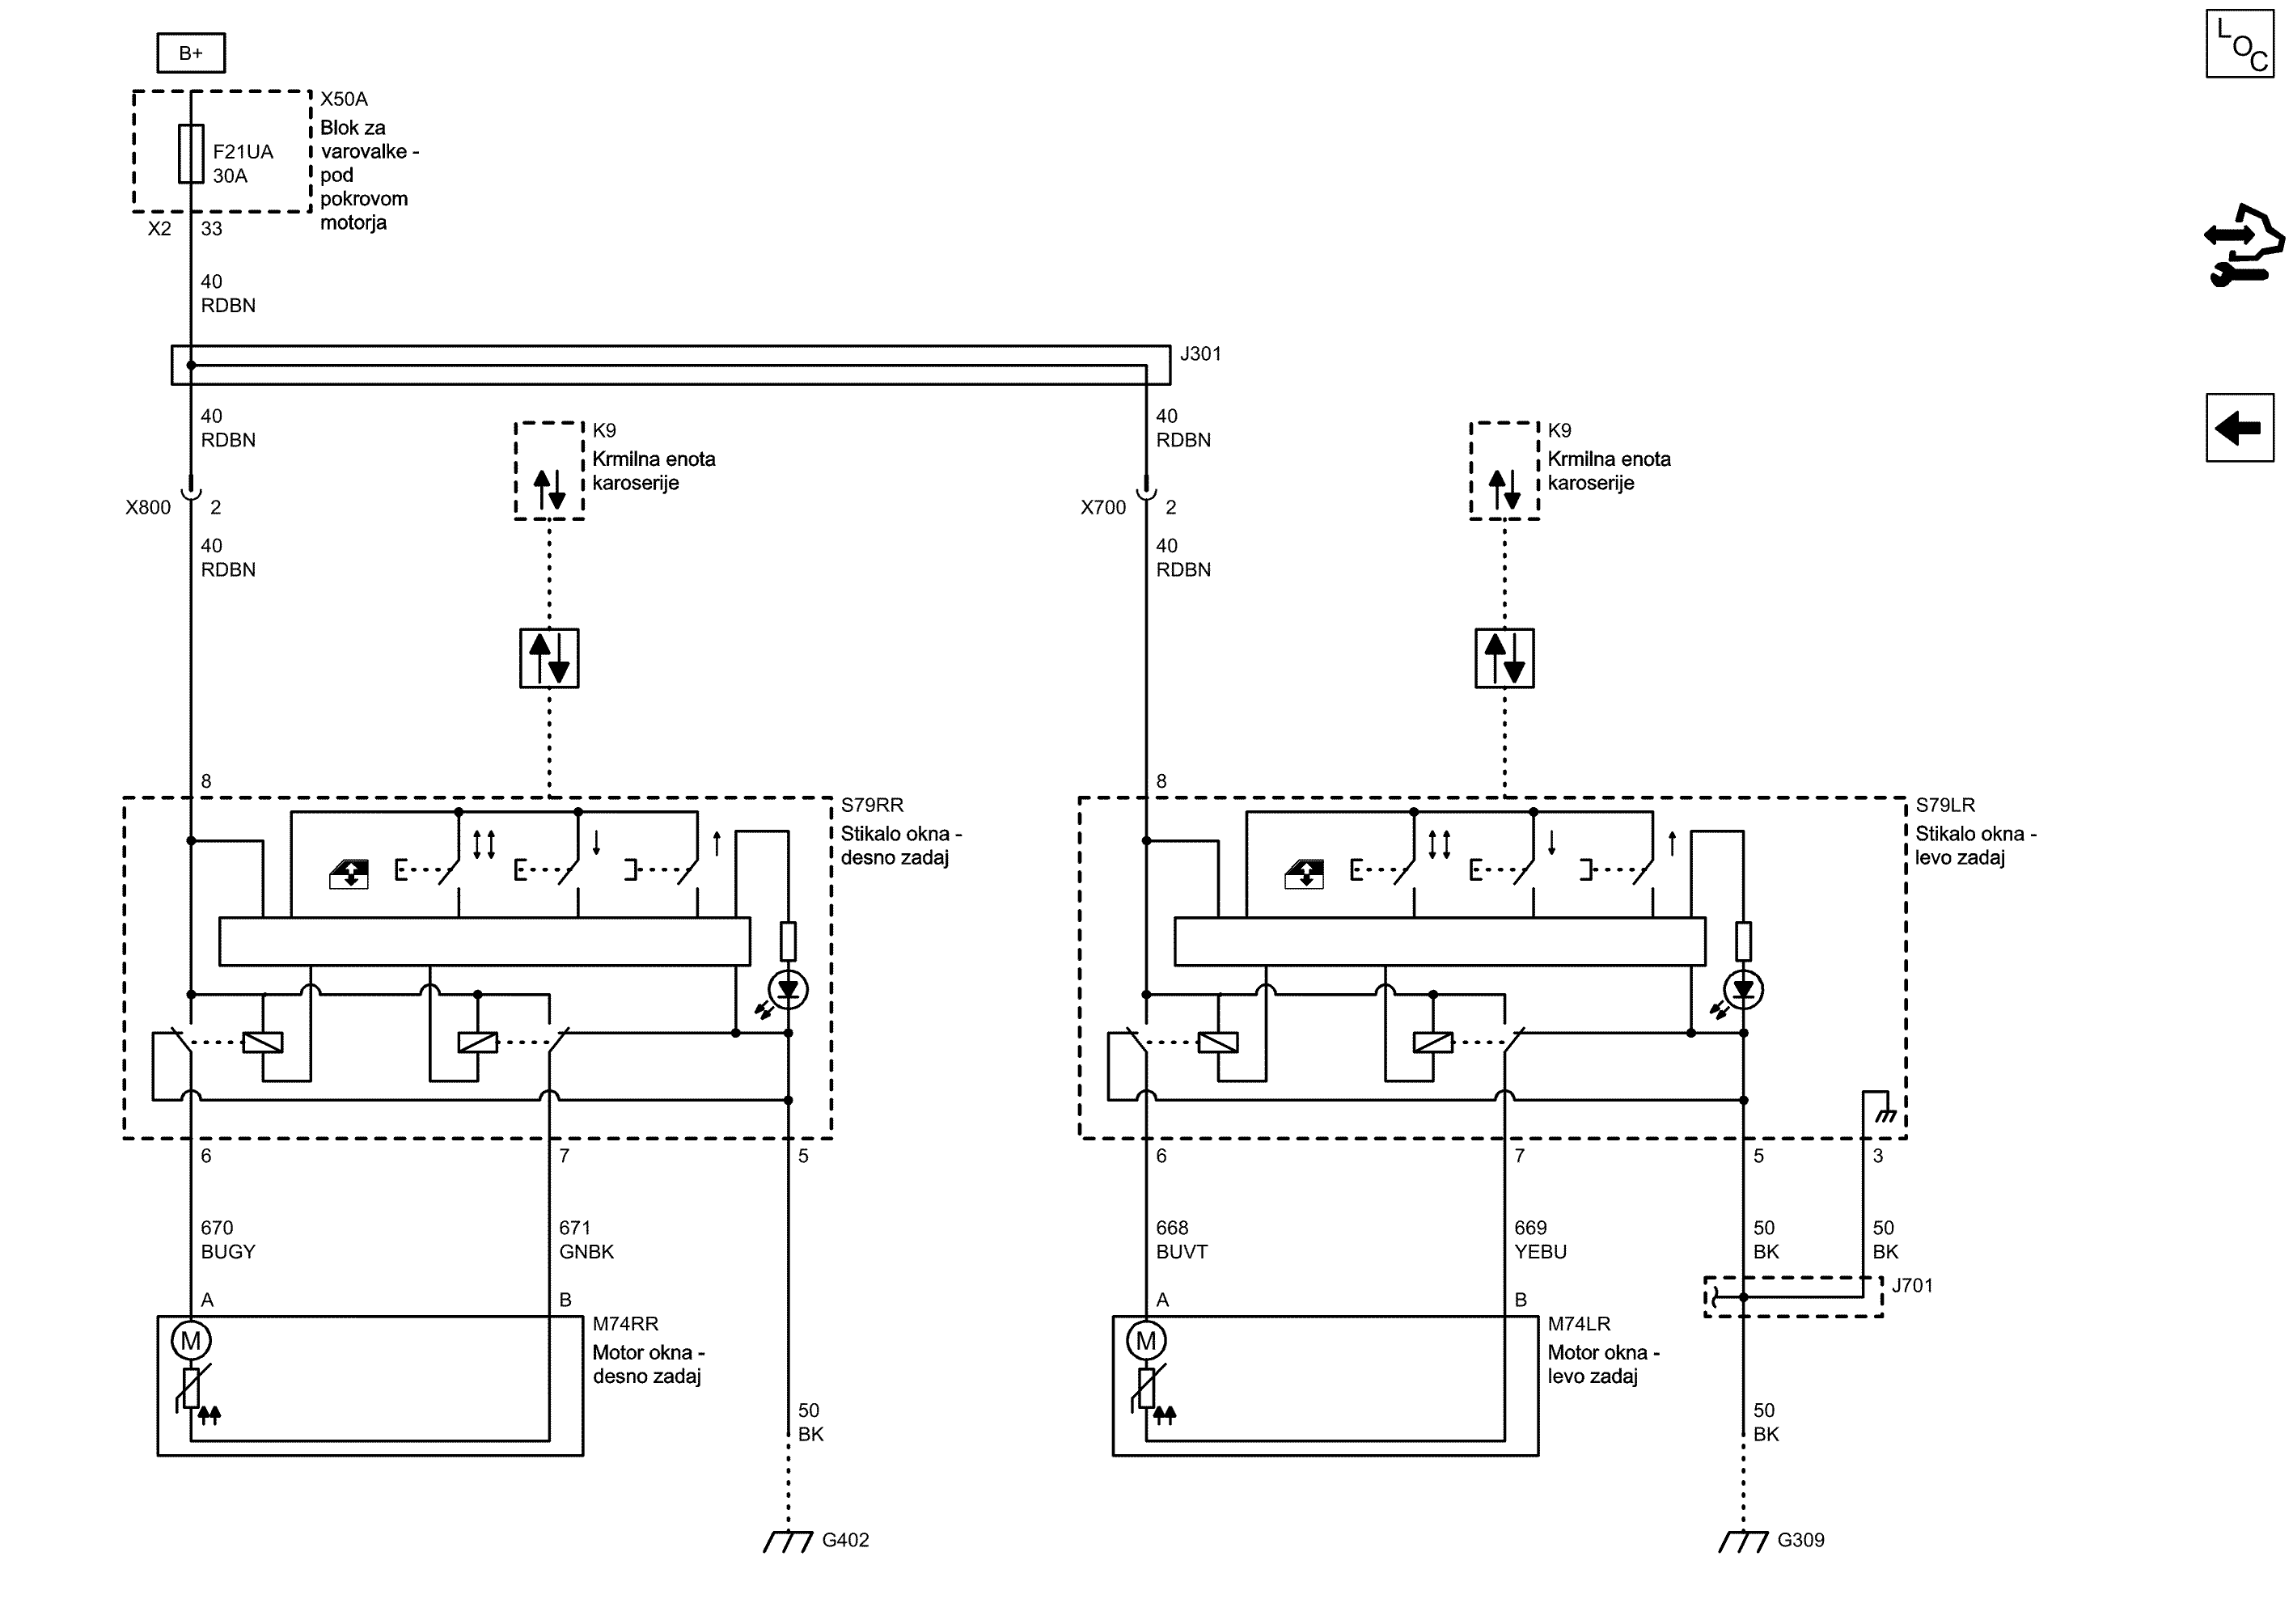 B+
LOC
X50A
Blok za
varovalke -
pod
pokrovom
motorja
F21UA
30A
X2 33
40
RDBN
J301
40
RDBN
K9
Krmilna enota
karoserije
40
RDBN
K9
Krmilna enota
karoserije
X800 2
X700 2
40
RDBN
40
RDBN
8
8
S79RR
Stikalo okna -
desno zadaj
S79LR
Stikalo okna -
levo zadaj
6 7 5
6 7 5 3
670
BUGY
671
GNBK
668
BUVT
669
YEBU
50
BK
50
BK
J701
A B
A B
M74RR
Motor okna -
desno zadaj
M
M74LR
Motor okna -
levo zadaj
M
50
BK
50
BK
G402
G309